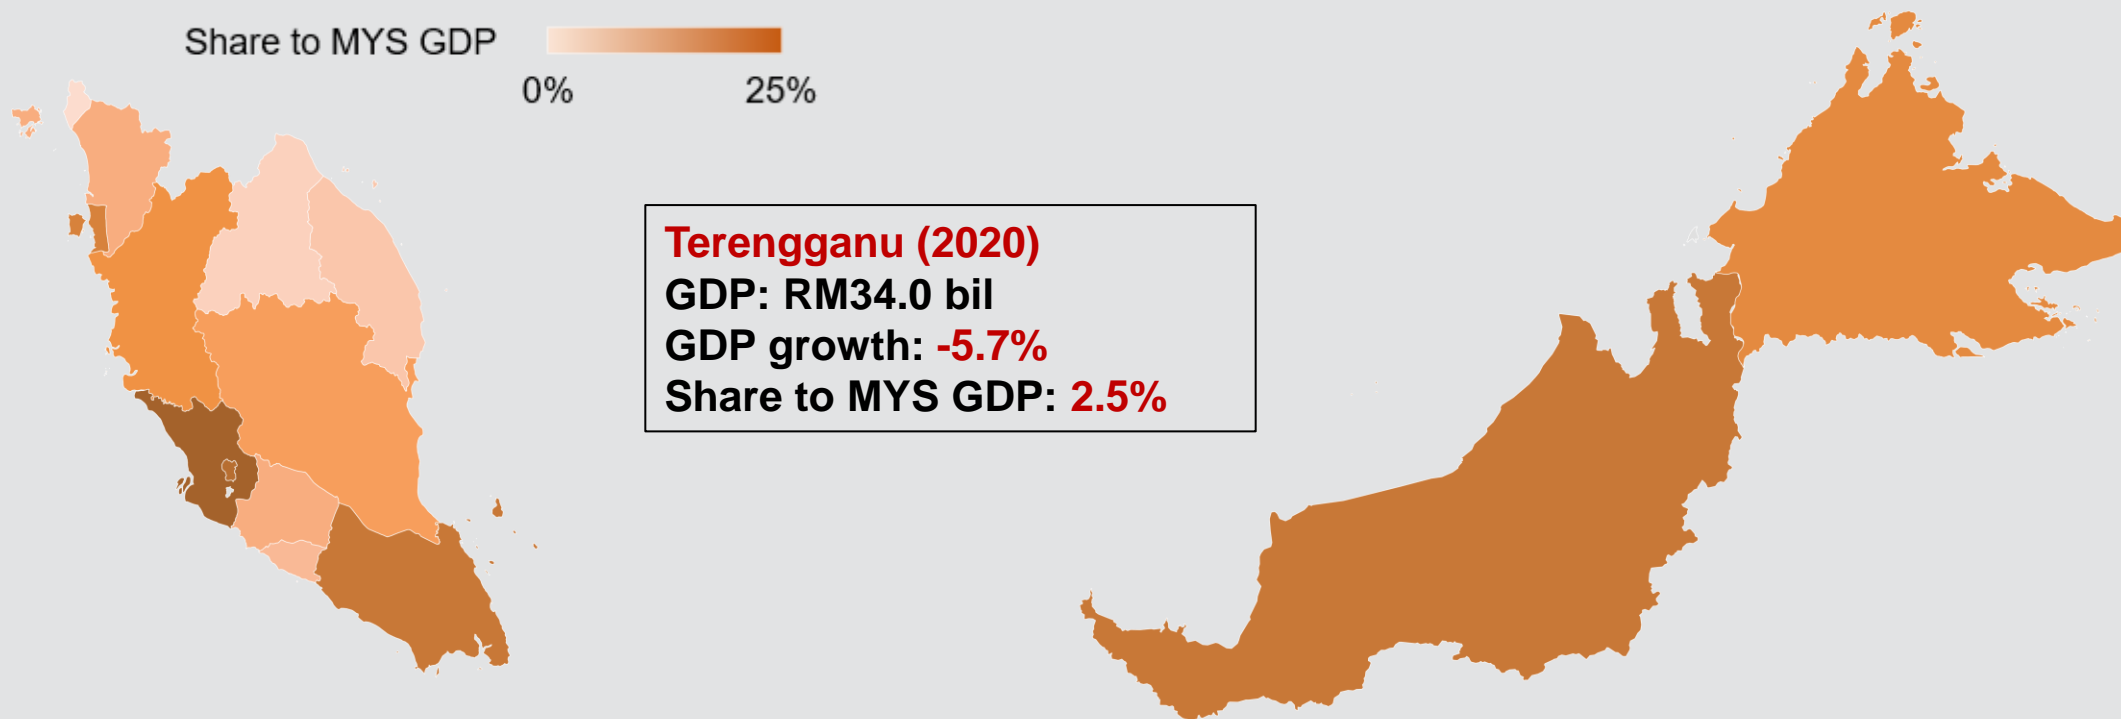 Share to MYS GDP
0% 25%
Terengganu (2020)
GDP: RM34.0 bil
GDP growth: -5.7%
Share to MYS GDP: 2.5%